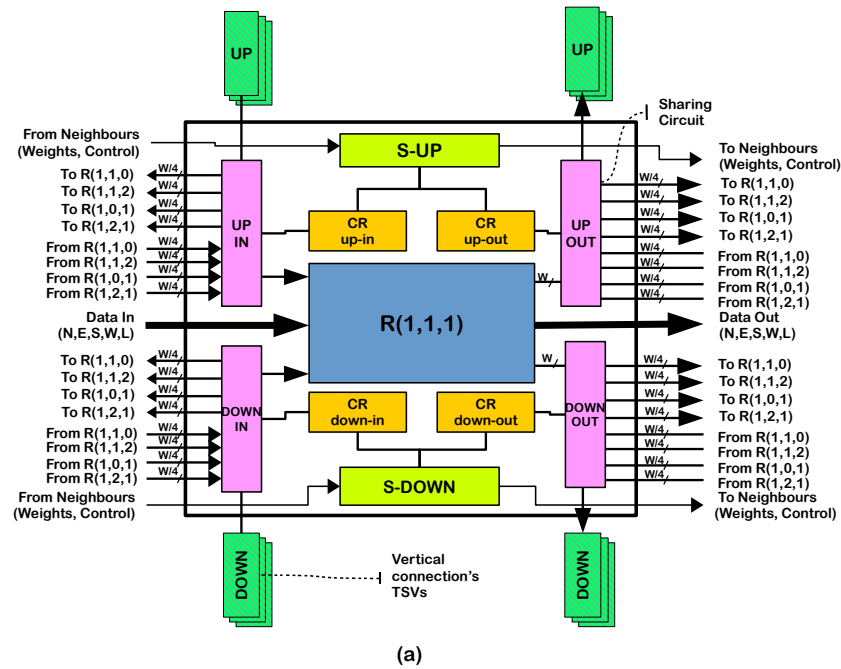 UP
UP
Sharing
Circuit
From Neighbours
(Weights, Control)
S-UP
To Neighbours
(Weights, Control)
To R(1,1,0)
W/4
To R(1,1,2)
W/4
To R(1,0,1)
W/4
To R(1,2,1)
W/4
From R(1,1,0)
W/4
From R(1,1,2)
W/4
From R(1,0,1)
W/4
From R(1,2,1)
W/4
UP
IN
CR
up-in
CR
up-out
UP
OUT
W/4
To R(1,1,0)
W/4
To R(1,1,2)
W/4
To R(1,0,1)
W/4
To R(1,2,1)
W/4
From R(1,1,0)
W/4
From R(1,1,2)
W/4
From R(1,0,1)
W/4
From R(1,2,1)
W
Data In
(N,E,S,W,L)
R(1,1,1)
Data Out
(N,E,S,W,L)
To R(1,1,0)
W/4
To R(1,1,2)
W/4
To R(1,0,1)
W/4
To R(1,2,1)
W/4
From R(1,1,0)
W/4
From R(1,1,2)
W/4
From R(1,0,1)
W/4
From R(1,2,1)
W/4
DOWN
IN
CR
down-in
CR
down-out
W
DOWN
OUT
W/4
To R(1,1,0)
W/4
To R(1,1,2)
W/4
To R(1,0,1)
W/4
To R(1,2,1)
W/4
From R(1,1,0)
W/4
From R(1,1,2)
W/4
From R(1,0,1)
W/4
From R(1,2,1)
From Neighbours
(Weights, Control)
S-DOWN
To Neighbours
(Weights, Control)
DOWN
Vertical
connection's
TSVs
DOWN
(a)